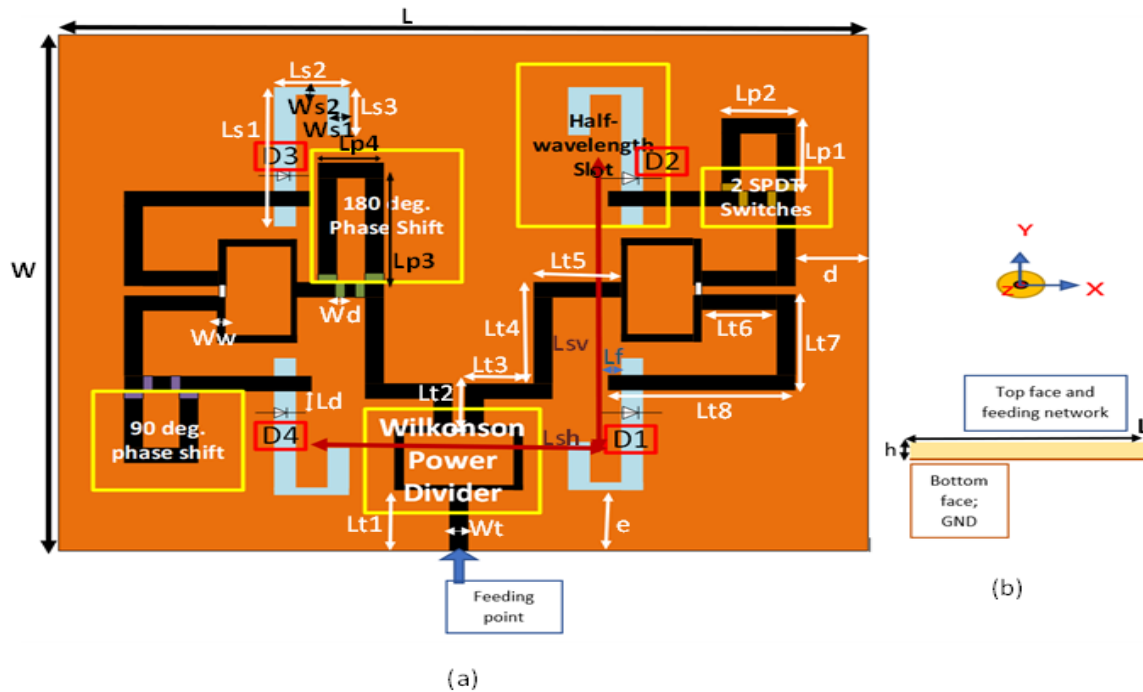 L
W
Ls2
Ws2
Ws1
Ls3
Ls1
Lp4
D3
180 deg.
Phase Shift
Lp3
Wd
Ww
Half-
wavelength
Slot
D2
Lp2
Lp1
2 SPDT
Switches
d
Lt5
Lt4
Lsv
Lt3
Lt2
Lf
Lt6
Lt7
Lt8
Ld
90 deg.
phase shift
D4
Wilkonson
Power
Divider
Lsh
D1
Lt1
Wt
e
Feeding
point
(a)
Y
Z
X
Top face and
feeding network
L
h
Bottom
face;
GND
(b)